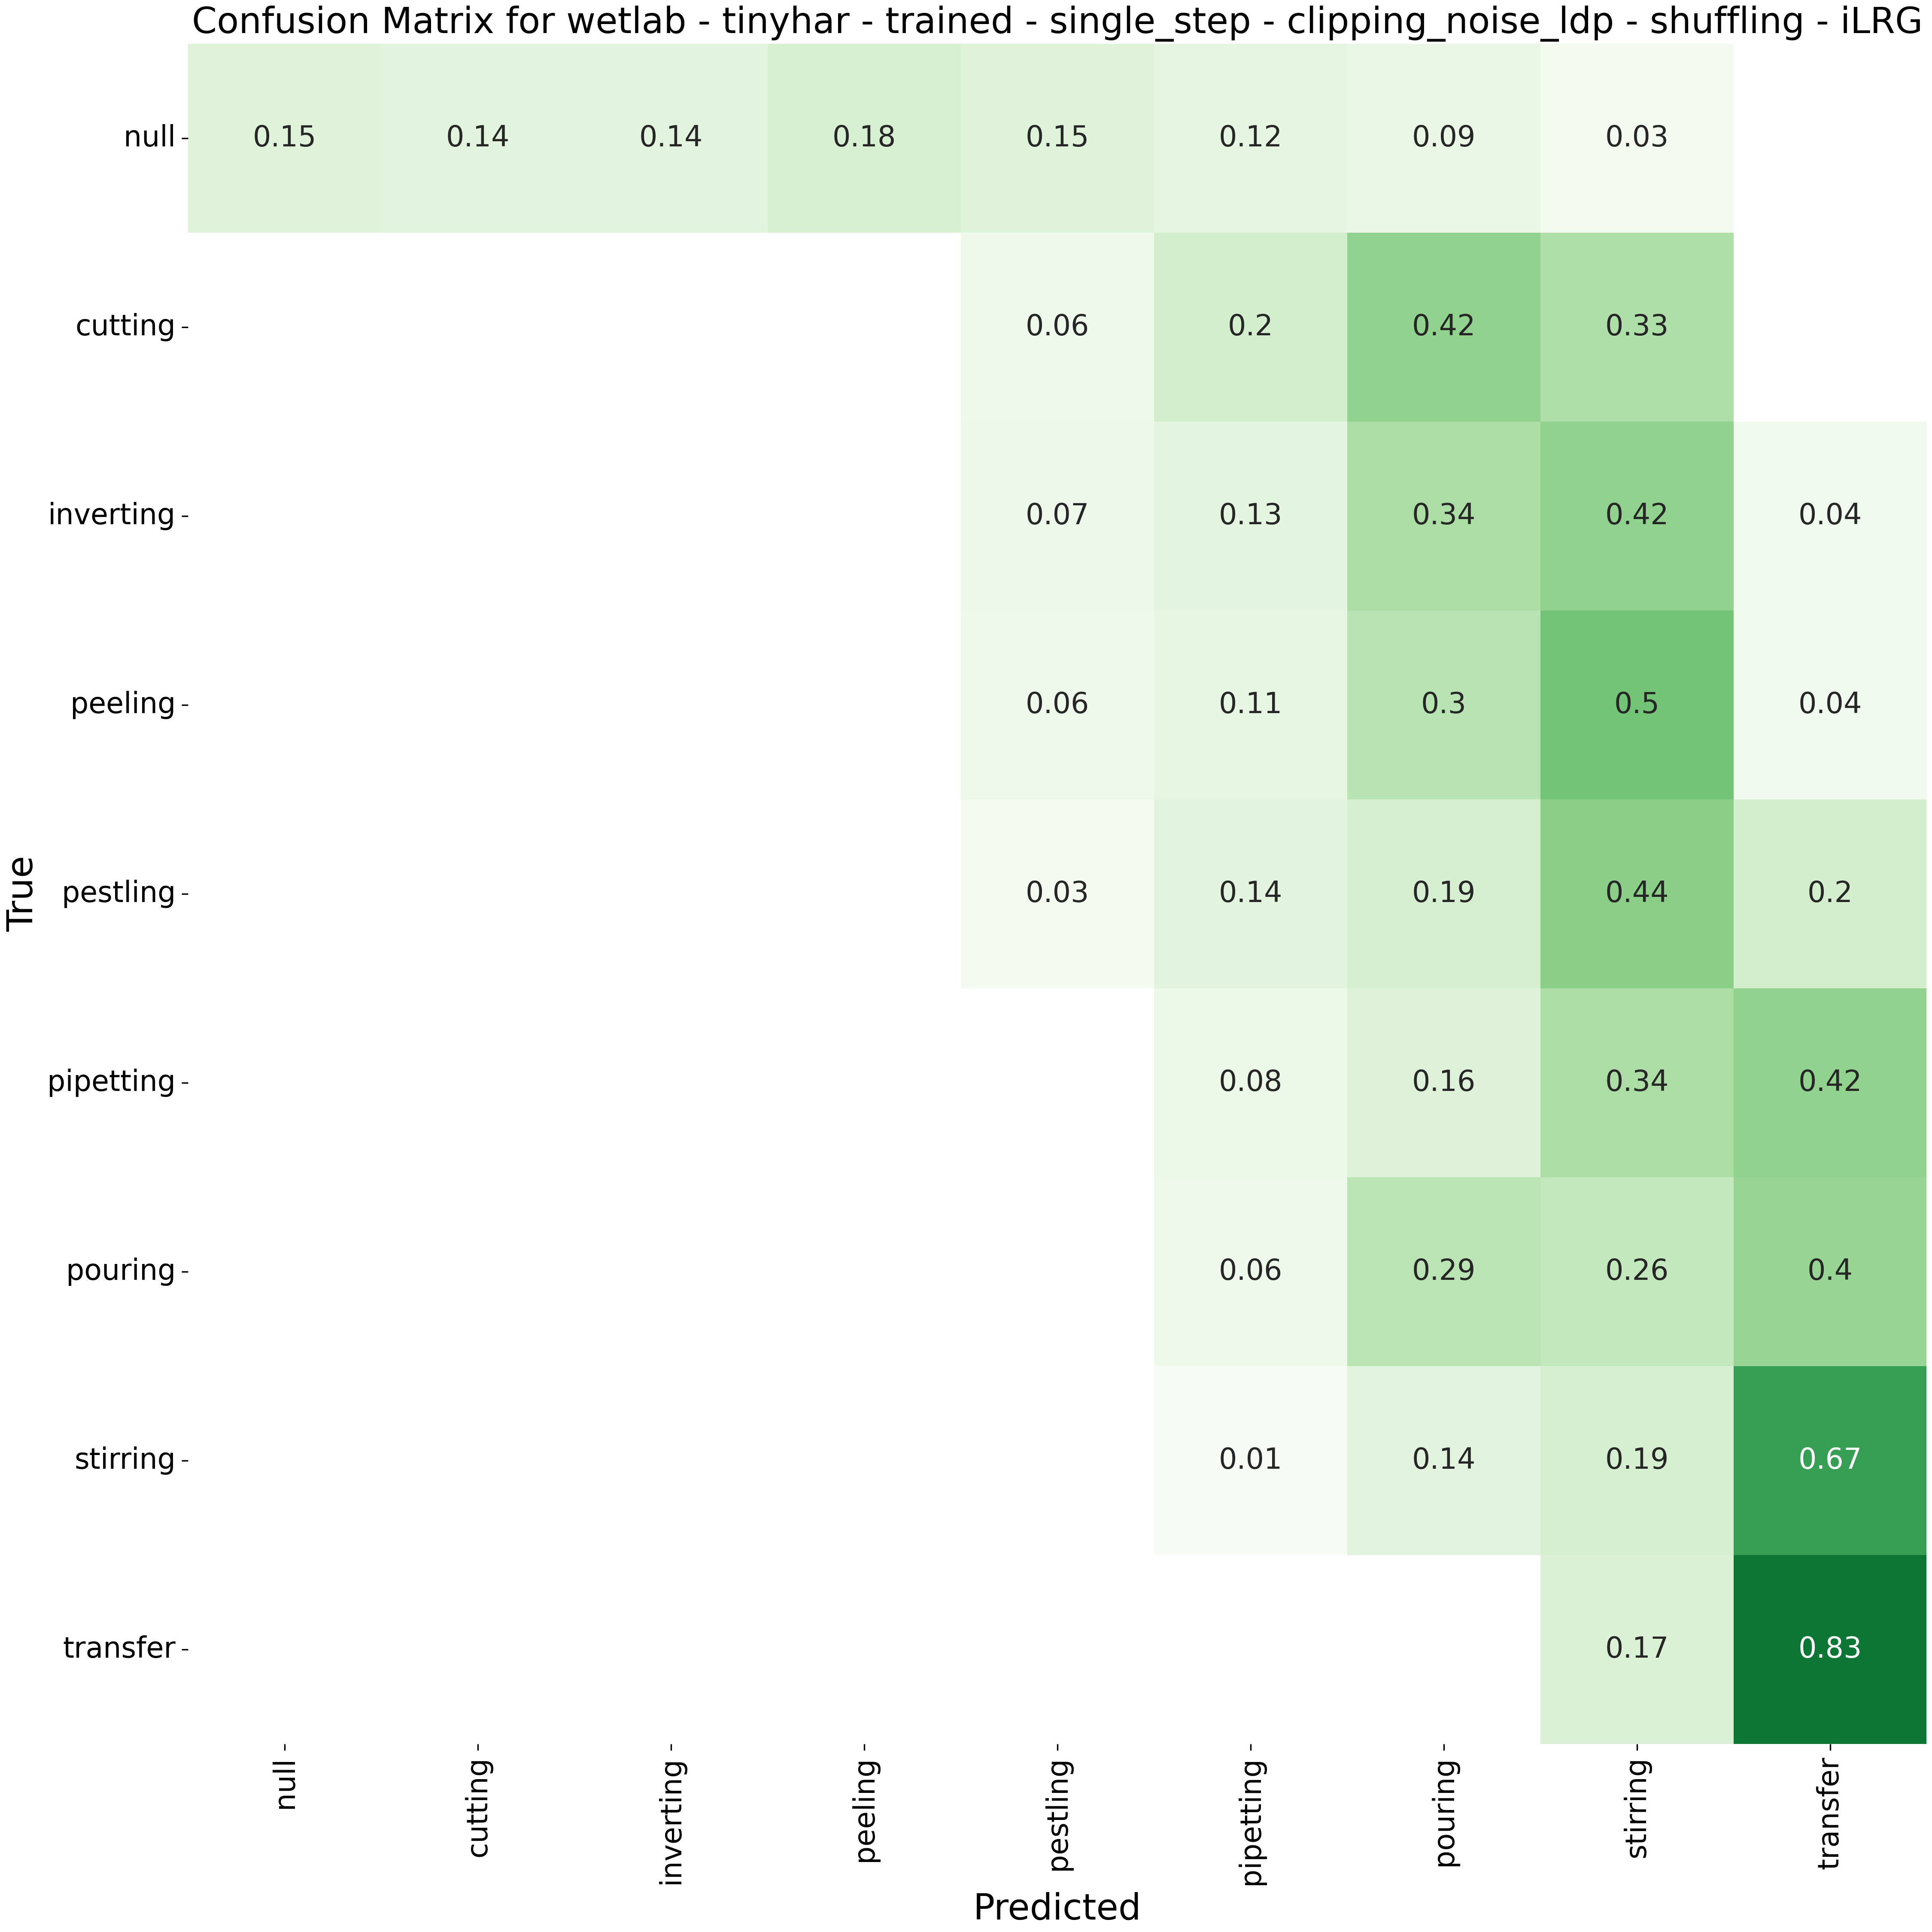 Confusion Matrix for wetlab - tinyhar - trained - single_step - clipping_noise_ldp - shuffling - iLRG
null 0.15 0.14 0.14 0.18 0.15 0.12 0.09 0.03
cutting 0.06 0.2 0.42 0.33
inverting 0.07 0.13 0.34 0.42 0.04
peeling 0.06 0.11 0.3 0.5 0.04
pestling 0.03 0.14 0.19 0.44 0.2
pipetting 0.08 0.16 0.34 0.42
pouring 0.06 0.29 0.26 0.4
stirring 0.01 0.14 0.19 0.67
transfer 0.17 0.83
True
null cutting inverting peeling pestling pipetting pouring stirring transfer
Predicted